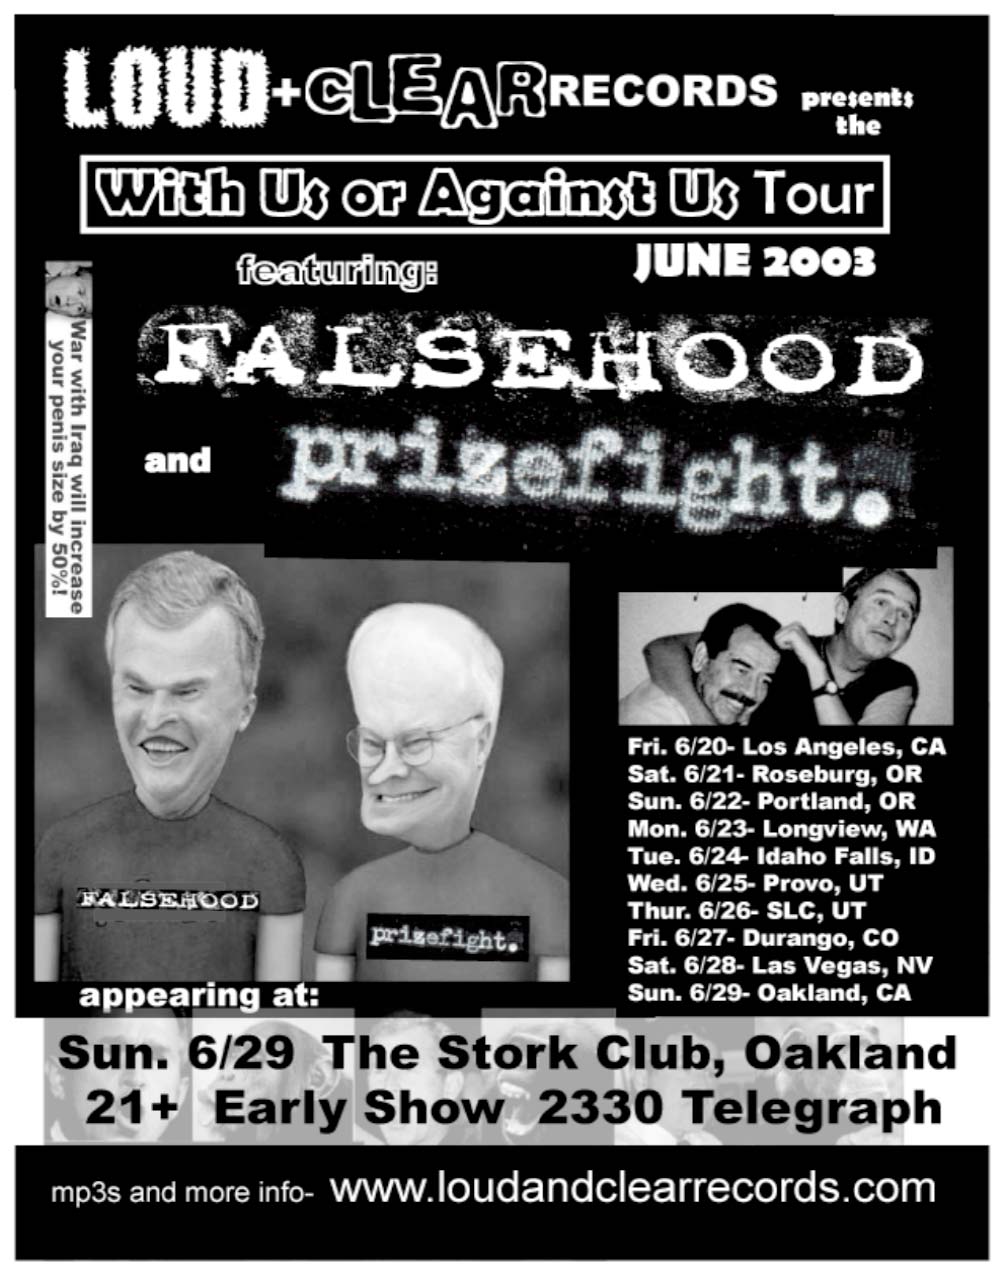 LOUD+CLEAR RECORDS presents
the
With Us or Against Us Tour
featuring:
JUNE 2003
War with Iraq will increase
your penis size by 50%!
FALSEHOOD
and prizefight.
FALSEHOOD
prizefight.
Fri. 6/20- Los Angeles, CA
Sat. 6/21- Roseburg, OR
Sun. 6/22- Portland, OR
Mon. 6/23- Longview, WA
Tue. 6/24- Idaho Falls, ID
Wed. 6/25- Provo, UT
Thur. 6/26- SLC, UT
Fri. 6/27- Durango, CO
Sat. 6/28- Las Vegas, NV
Sun. 6/29- Oakland, CA
appearing at:
Sun. 6/29 The Stork Club, Oakland
21+ Early Show 2330 Telegraph
mp3s and more info- www.loudandclearrecords.com